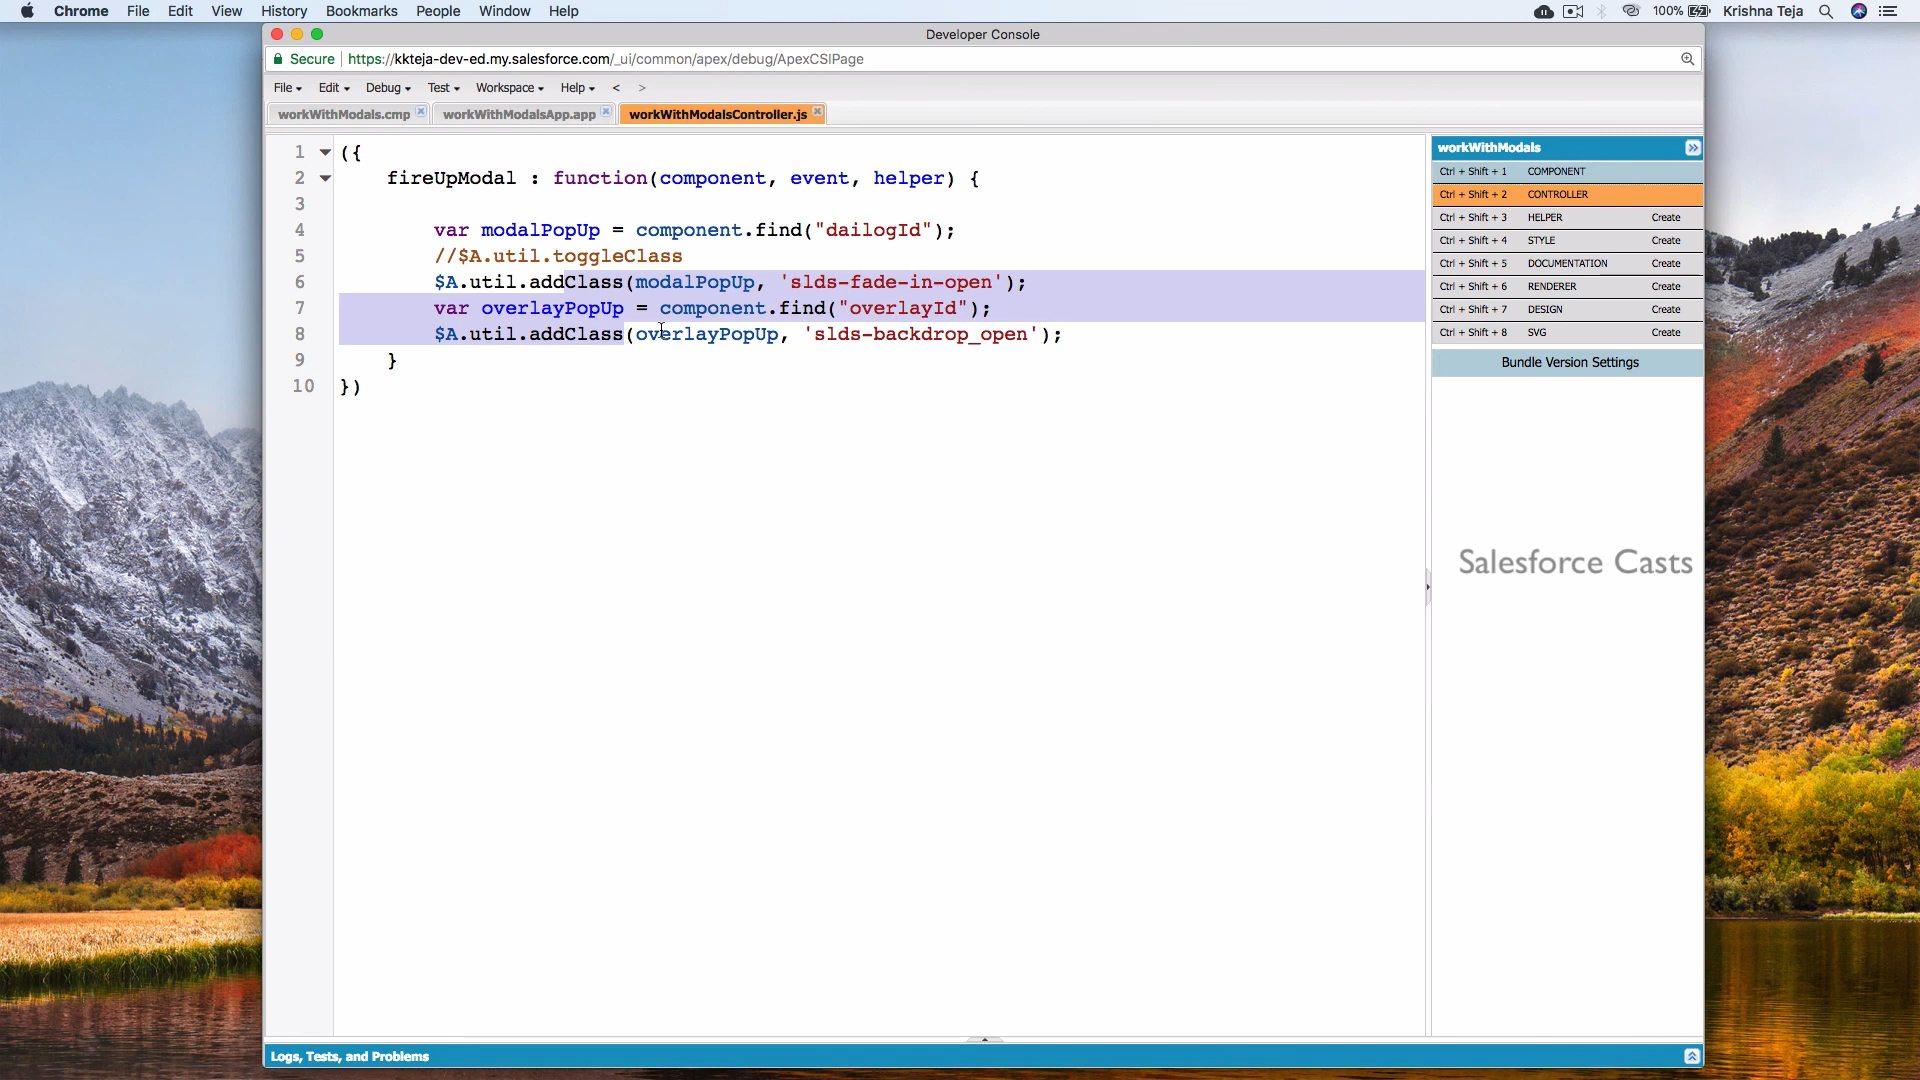 Chrome File Edit View History Bookmarks People Window Help 100% Krishna Teja
Developer Console
Secure https://kkteja-dev-ed.my.salesforce.com/_ui/common/apex/debug/ApexCSIPage
File Edit Debug Test Workspace Help < >
workWithModals.cmp workWithModalsApp.app workWithModalsController.js
1 ({
2 fireUpModal : function(component, event, helper) {
3
4 var modalPopUp = component.find("dailogId");
5 //$A.util.toggleClass
6 $A.util.addClass(modalPopUp, 'slds-fade-in-open');
7 var overlayPopUp = component.find("overlayId");
8 $A.util.addClass(overlayPopUp, 'slds-backdrop_open');
9 }
10 })
workWithModals
Ctrl + Shift + 1 COMPONENT
Ctrl + Shift + 2 CONTROLLER
Ctrl + Shift + 3 HELPER Create
Ctrl + Shift + 4 STYLE Create
Ctrl + Shift + 5 DOCUMENTATION Create
Ctrl + Shift + 6 RENDERER Create
Ctrl + Shift + 7 DESIGN Create
Ctrl + Shift + 8 SVG Create
Bundle Version Settings
Salesforce Casts
Logs, Tests, and Problems